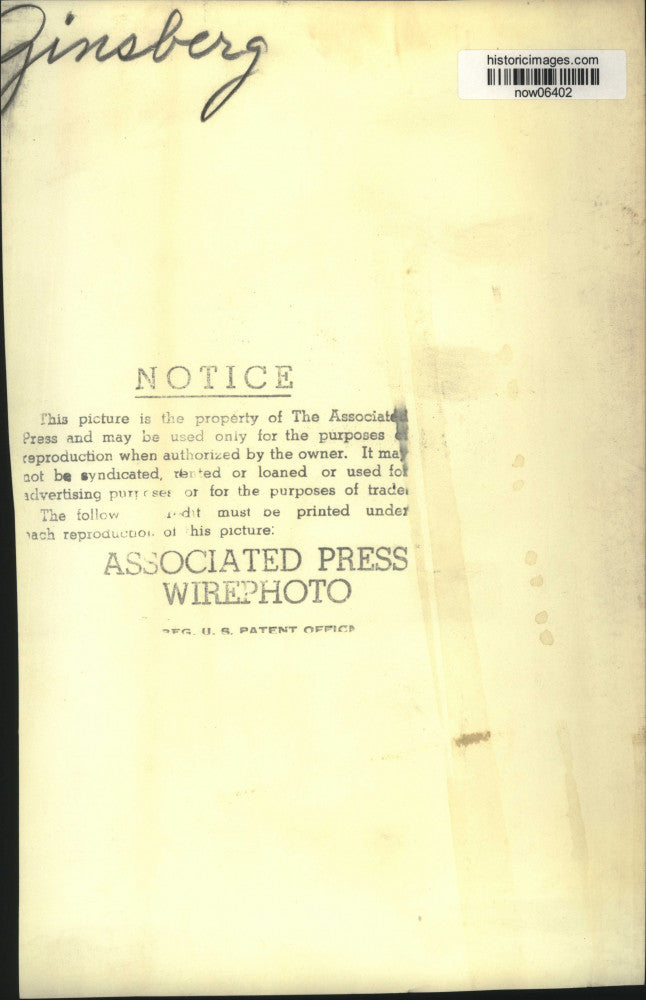 Ginsberg
historicimages.com
now06402
NOTICE
This picture is the property of The Associated
Press and may be used only for the purposes of
reproduction when authorized by the owner. It may
not be syndicated, rented or loaned or used for
advertising purposes or for the purposes of trade.
The follow credit must be printed under
each reproduction of this picture:
ASSOCIATED PRESS
WIREPHOTO
REG. U. S. PATENT OFFICE